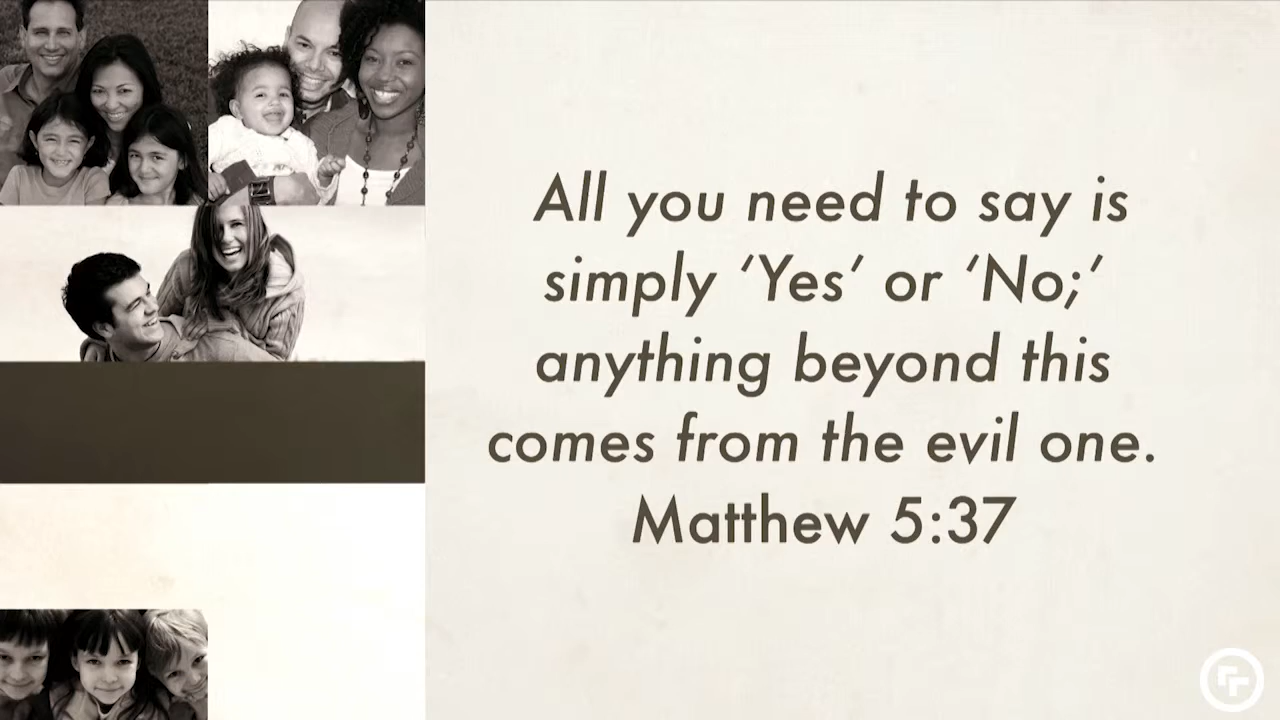 All you need to say is
simply ‘Yes’ or ‘No;’
anything beyond this
comes from the evil one.
Matthew 5:37